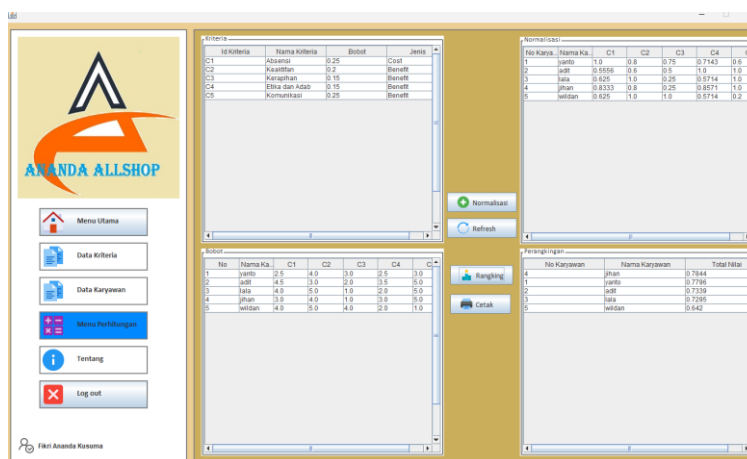 ANANDA ALLSHOP
Menu Utama
Data Kriteria
Data Karyawan
Menu Perhitungan
Tentang
Log out
Fikri Ananda Kusuma
Kriteria
Id Kriteria Nama Kriteria Bobot Jenis
C1 Absensi 0.25 Cost
C2 Keaktifan 0.2 Benefit
C3 Kerapihan 0.15 Benefit
C4 Etika dan Adab 0.15 Benefit
C5 Komunikasi 0.25 Benefit
Normalisasi
Refresh
Normalisasi
No Karya... Nama Ka... C1 C2 C3 C4
1 yanto 1.0 0.8 0.75 0.7143 0.6
2 adit 0.5556 0.6 0.5 1.0 1.0
3 lala 0.625 1.0 0.25 0.5714 1.0
4 jihan 0.8333 0.8 0.25 0.8571 1.0
5 wildan 0.625 1.0 1.0 0.5714 0.2
Bobot
No Nama Ka... C1 C2 C3 C4 C
1 yanto 2.5 4.0 3.0 2.5 3.0
2 adit 4.5 3.0 2.0 3.5 5.0
3 lala 4.0 5.0 1.0 2.0 5.0
4 jihan 3.0 4.0 1.0 3.0 5.0
5 wildan 4.0 5.0 4.0 2.0 1.0
Rangking
Cetak
Perangkingan
No Karyawan Nama Karyawan Total Nilai
4 jihan 0.7844
1 yanto 0.7796
2 adit 0.7339
3 lala 0.7295
5 wildan 0.642